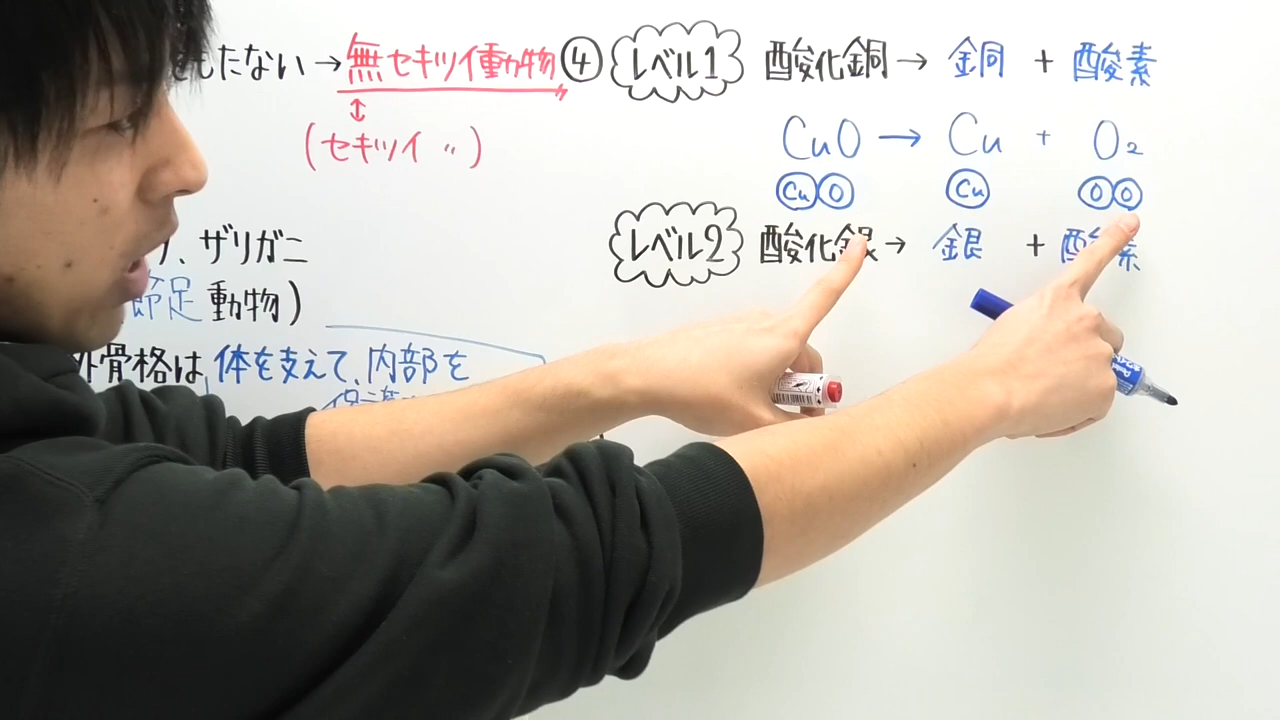 もたない→無セキツイ動物
(セキツイ 〃)
、ザリガニ
節足動物)
外骨格は体を支えて、内部を
④ レベル1 酸化銅→銅+酸素
CuO→Cu+O₂
Cu O Cu O O
レベル2 酸化銀→銀+酸素